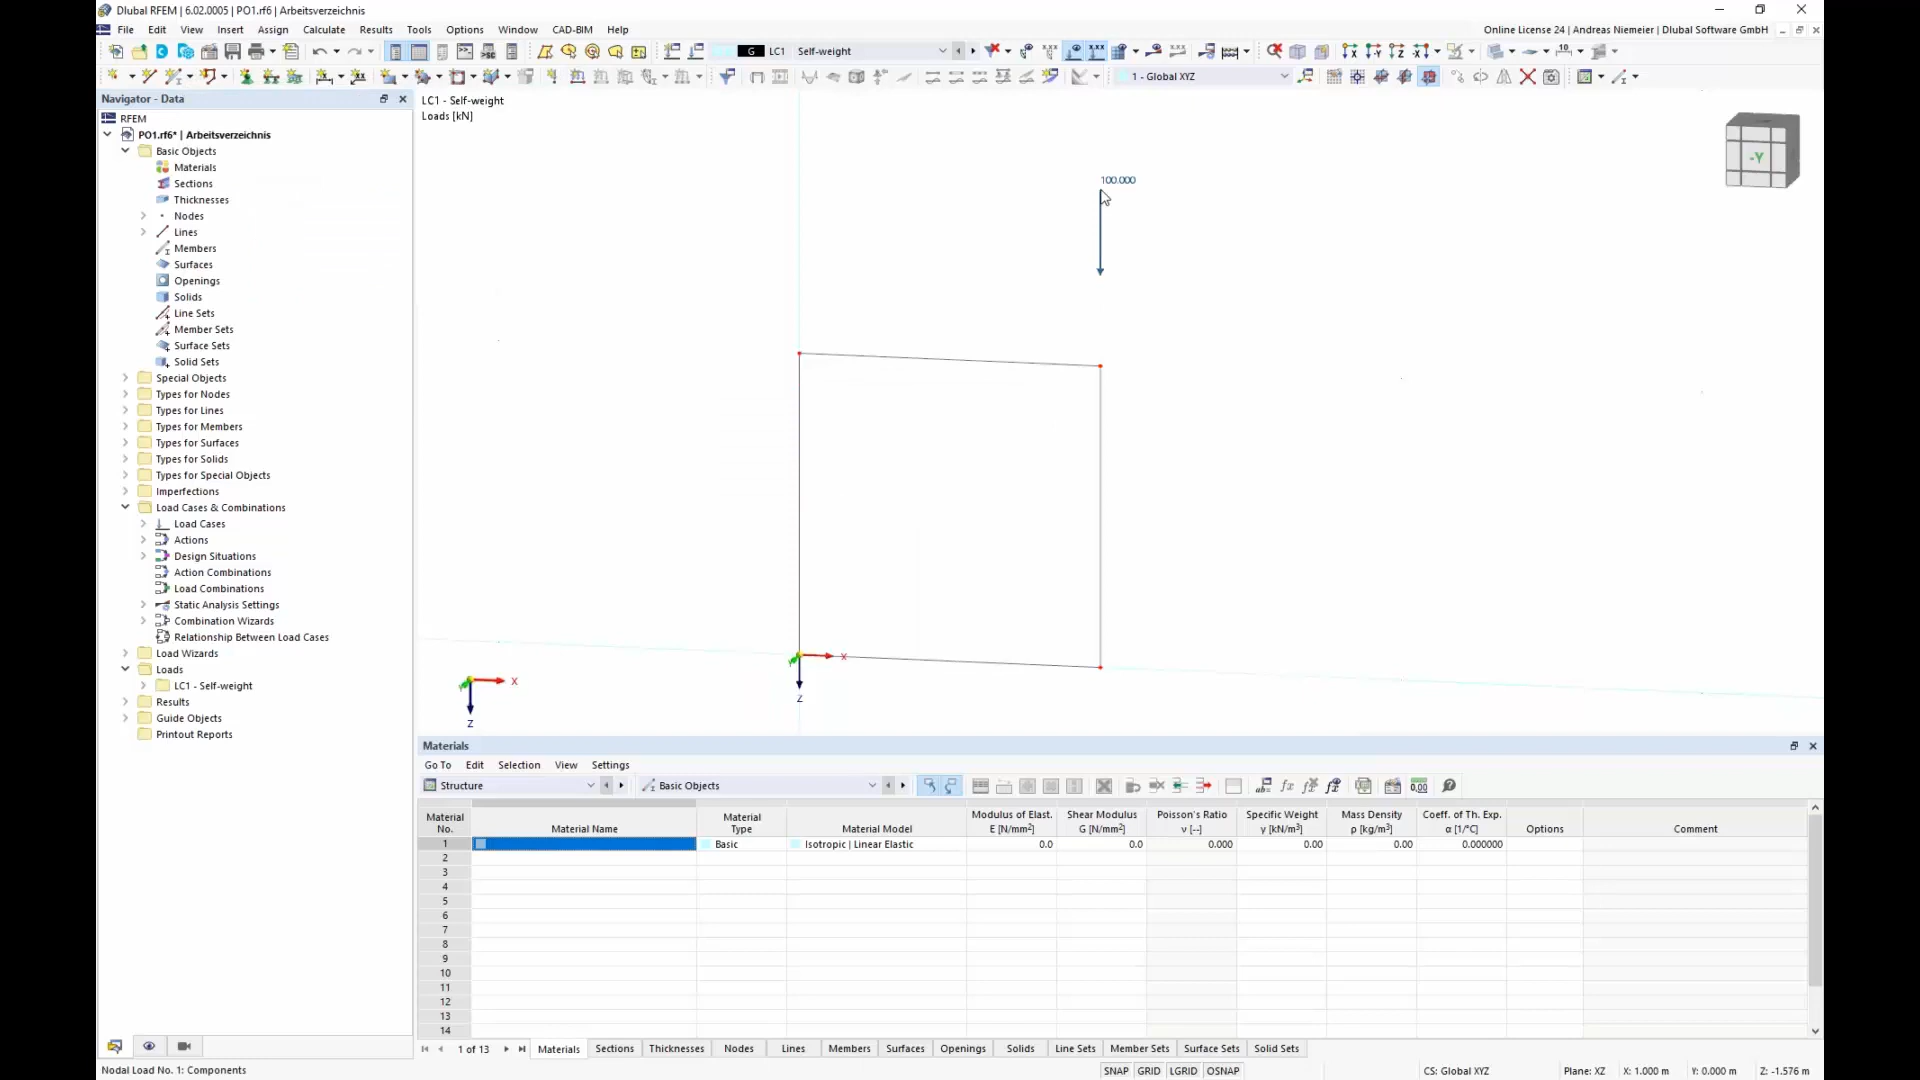 Dlubal RFEM | 6.02.0005 | PO1.rf6 | Arbeitsverzeichnis
File Edit View Insert Assign Calculate Results Tools Options Window CAD-BIM Help
Online License 24 | Andreas Niemeier | Dlubal Software GmbH
G LC1 Self-weight
1 - Global XYZ
Navigator - Data
RFEM
PO1.rf6* | Arbeitsverzeichnis
Basic Objects
Materials
Sections
Thicknesses
Nodes
Lines
Members
Surfaces
Openings
Solids
Line Sets
Member Sets
Surface Sets
Solid Sets
Special Objects
Types for Nodes
Types for Lines
Types for Members
Types for Surfaces
Types for Solids
Types for Special Objects
Imperfections
Load Cases & Combinations
Load Cases
Actions
Design Situations
Action Combinations
Load Combinations
Static Analysis Settings
Combination Wizards
Relationship Between Load Cases
Load Wizards
Loads
LC1 - Self-weight
Results
Guide Objects
Printout Reports
LC1 - Self-weight
Loads [kN]
100.000
-Y
X
Z
X
Z
Materials
Go To Edit Selection View Settings
Structure
Basic Objects
Material No. Material Name Material Type Material Model Modulus of Elast. E [N/mm²] Shear Modulus G [N/mm²] Poisson's Ratio ν [--] Specific Weight γ [kN/m³] Mass Density ρ [kg/m³] Coeff. of Th. Exp. α [1/°C] Options Comment
1 Basic Isotropic | Linear Elastic 0.0 0.0 0.000 0.00 0.00 0.000000
2
3
4
5
6
7
8
9
10
11
12
13
14
1 of 13 Materials Sections Thicknesses Nodes Lines Members Surfaces Openings Solids Line Sets Member Sets Surface Sets Solid Sets
Nodal Load No. 1: Components
SNAP GRID LGRID OSNAP
CS: Global XYZ
Plane: XZ
X: 1.000 m
Y: 0.000 m
Z: -1.576 m